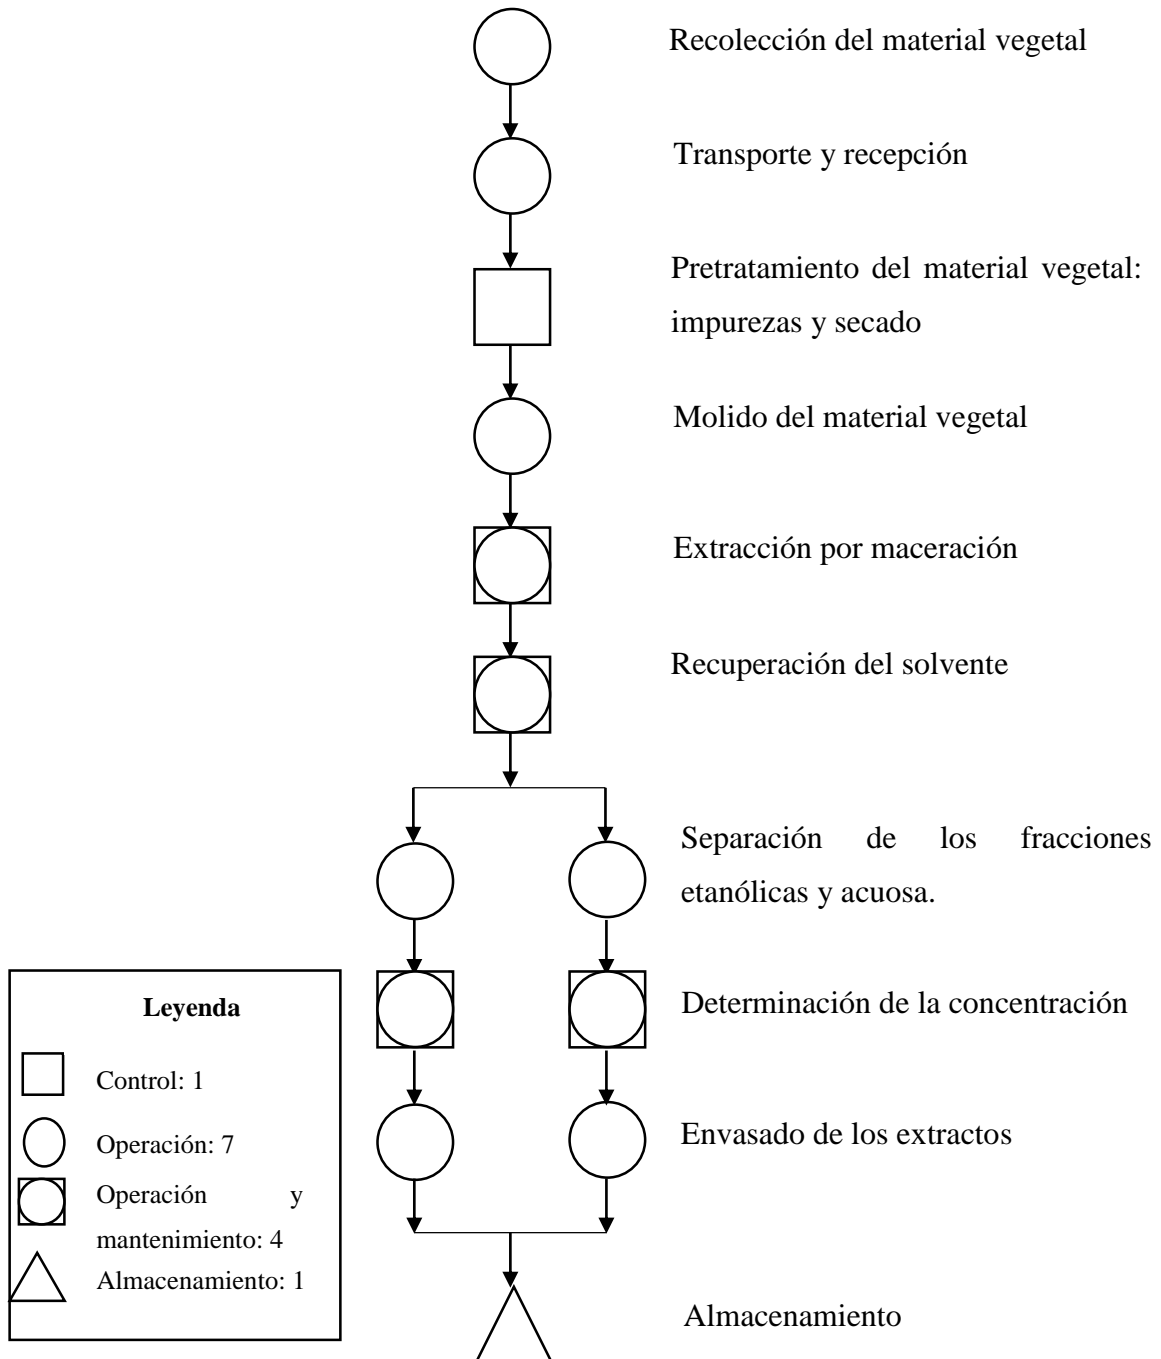 Recolección del material vegetal
Transporte y recepción
Pretratamiento del material vegetal:
impurezas y secado
Molido del material vegetal
Extracción por maceración
Recuperación del solvente
Separación de los fracciones
etanólicas y acuosa.
Determinación de la concentración
Envasado de los extractos
Almacenamiento
Leyenda
Control: 1
Operación: 7
Operación y
mantenimiento: 4
Almacenamiento: 1